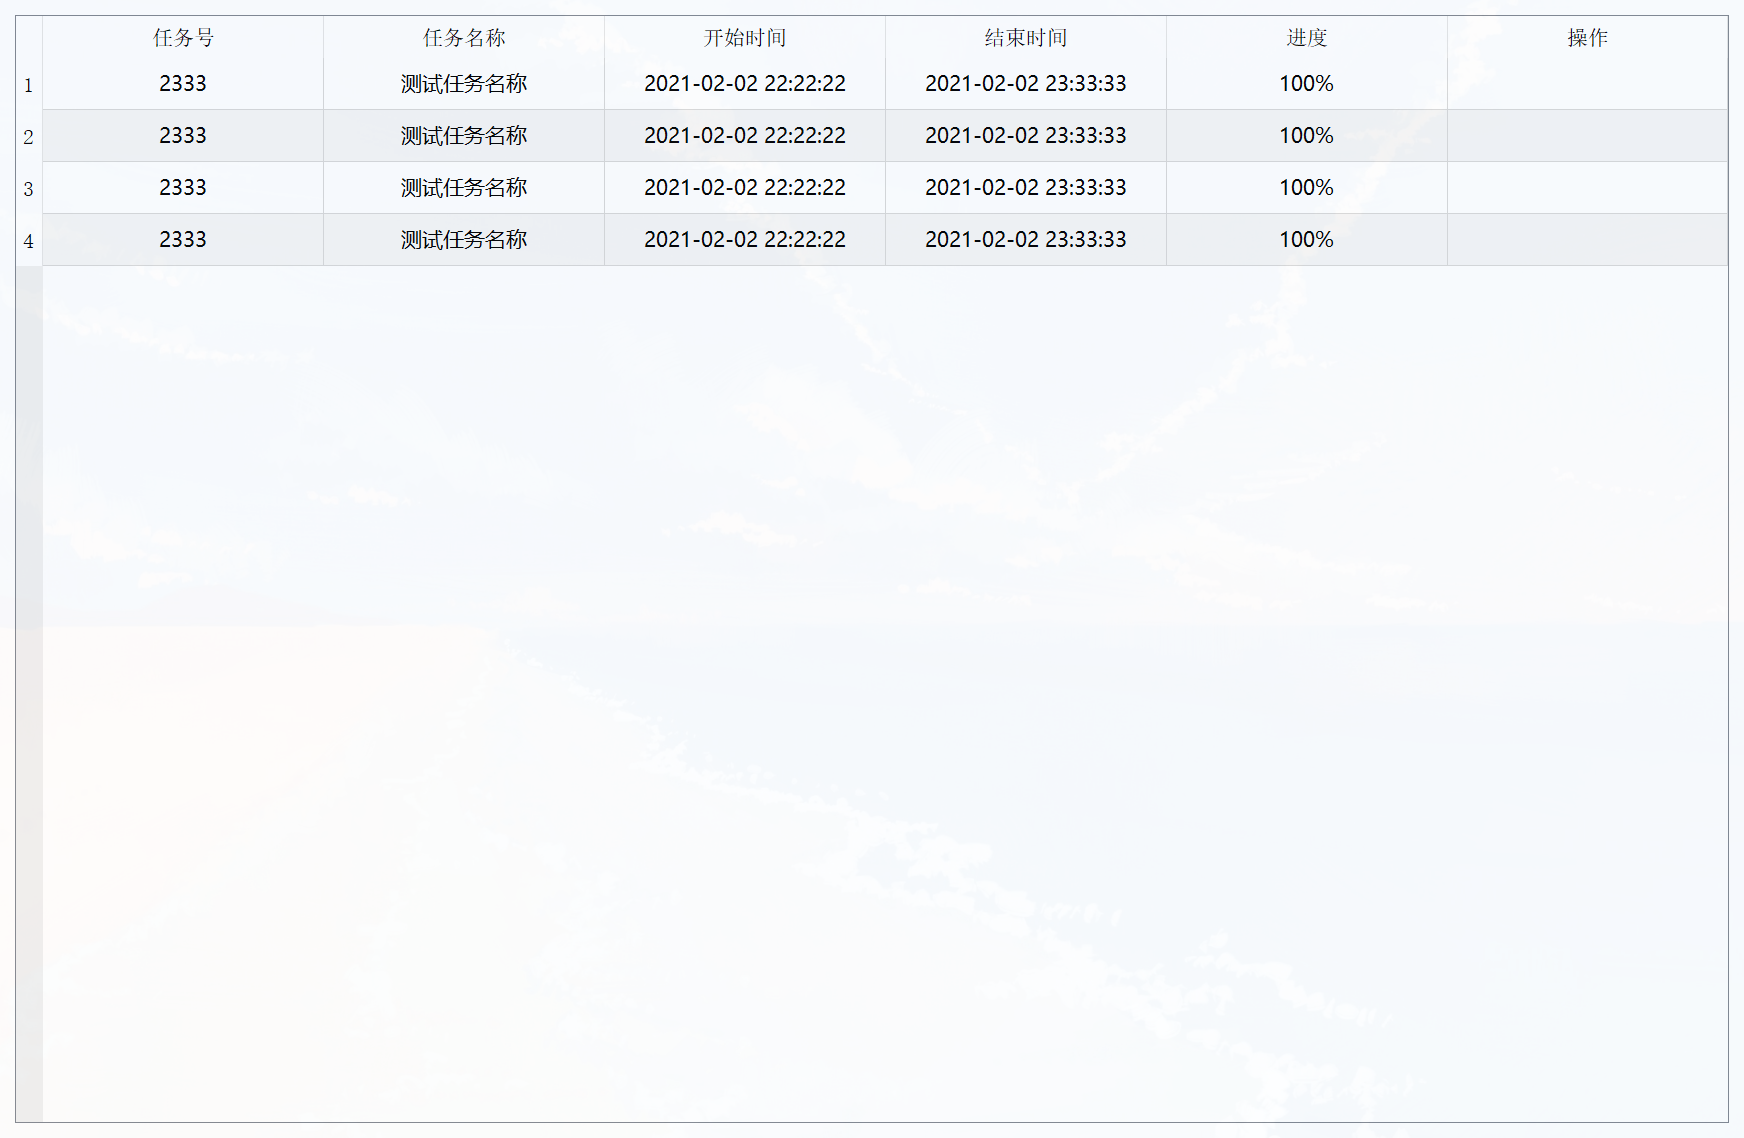 任务号 任务名称 开始时间 结束时间 进度 操作
1 2333 测试任务名称 2021-02-02 22:22:22 2021-02-02 23:33:33 100%
2 2333 测试任务名称 2021-02-02 22:22:22 2021-02-02 23:33:33 100%
3 2333 测试任务名称 2021-02-02 22:22:22 2021-02-02 23:33:33 100%
4 2333 测试任务名称 2021-02-02 22:22:22 2021-02-02 23:33:33 100%